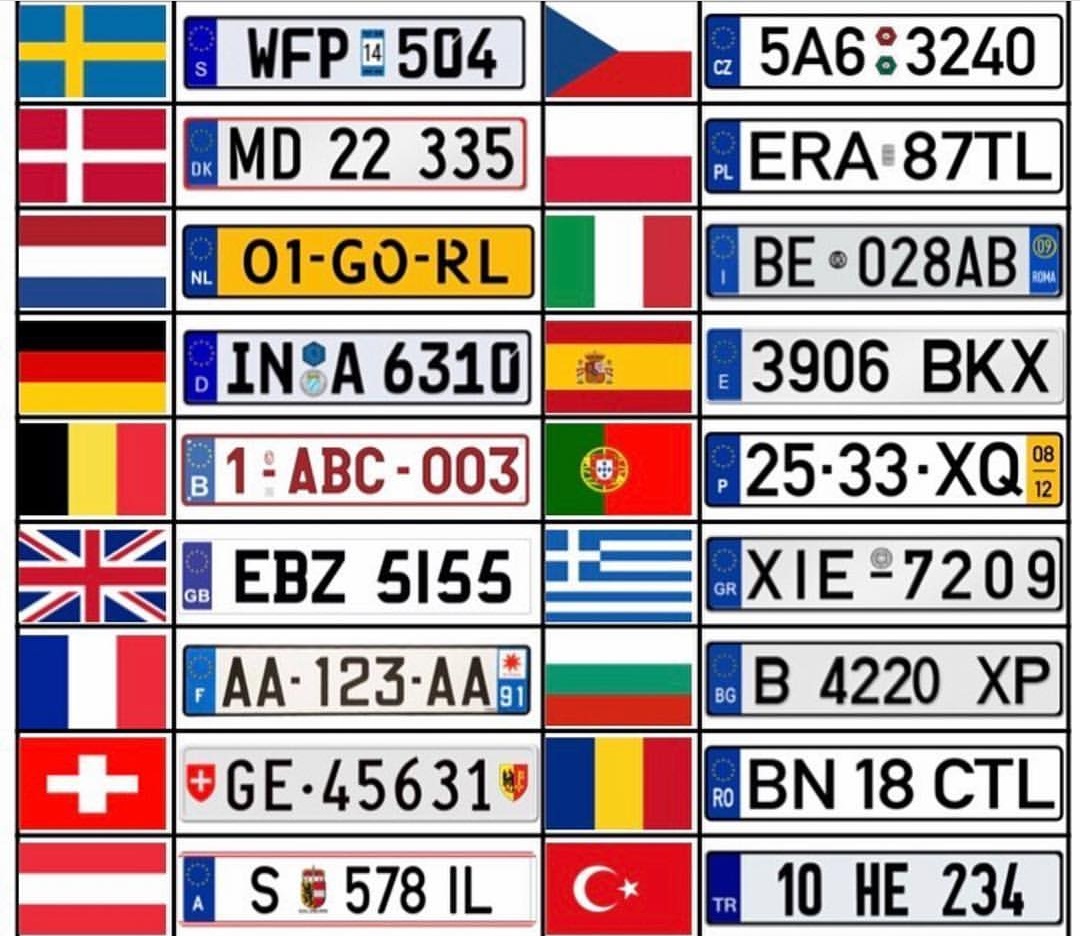 S WFP 14 504
CZ 5A6 3240
DK MD 22 335
PL ERA 87TL
NL 01-GO-RL
I BE 028AB 09 ROMA
D IN A 6310
E 3906 BKX
B 1-ABC-003
P 25·33·XQ 08 12
GB EBZ 5155
GR XIE-7209
F AA-123-AA 91
BG B 4220 XP
GE·45631
RO BN 18 CTL
A S 578 IL
TR 10 HE 234